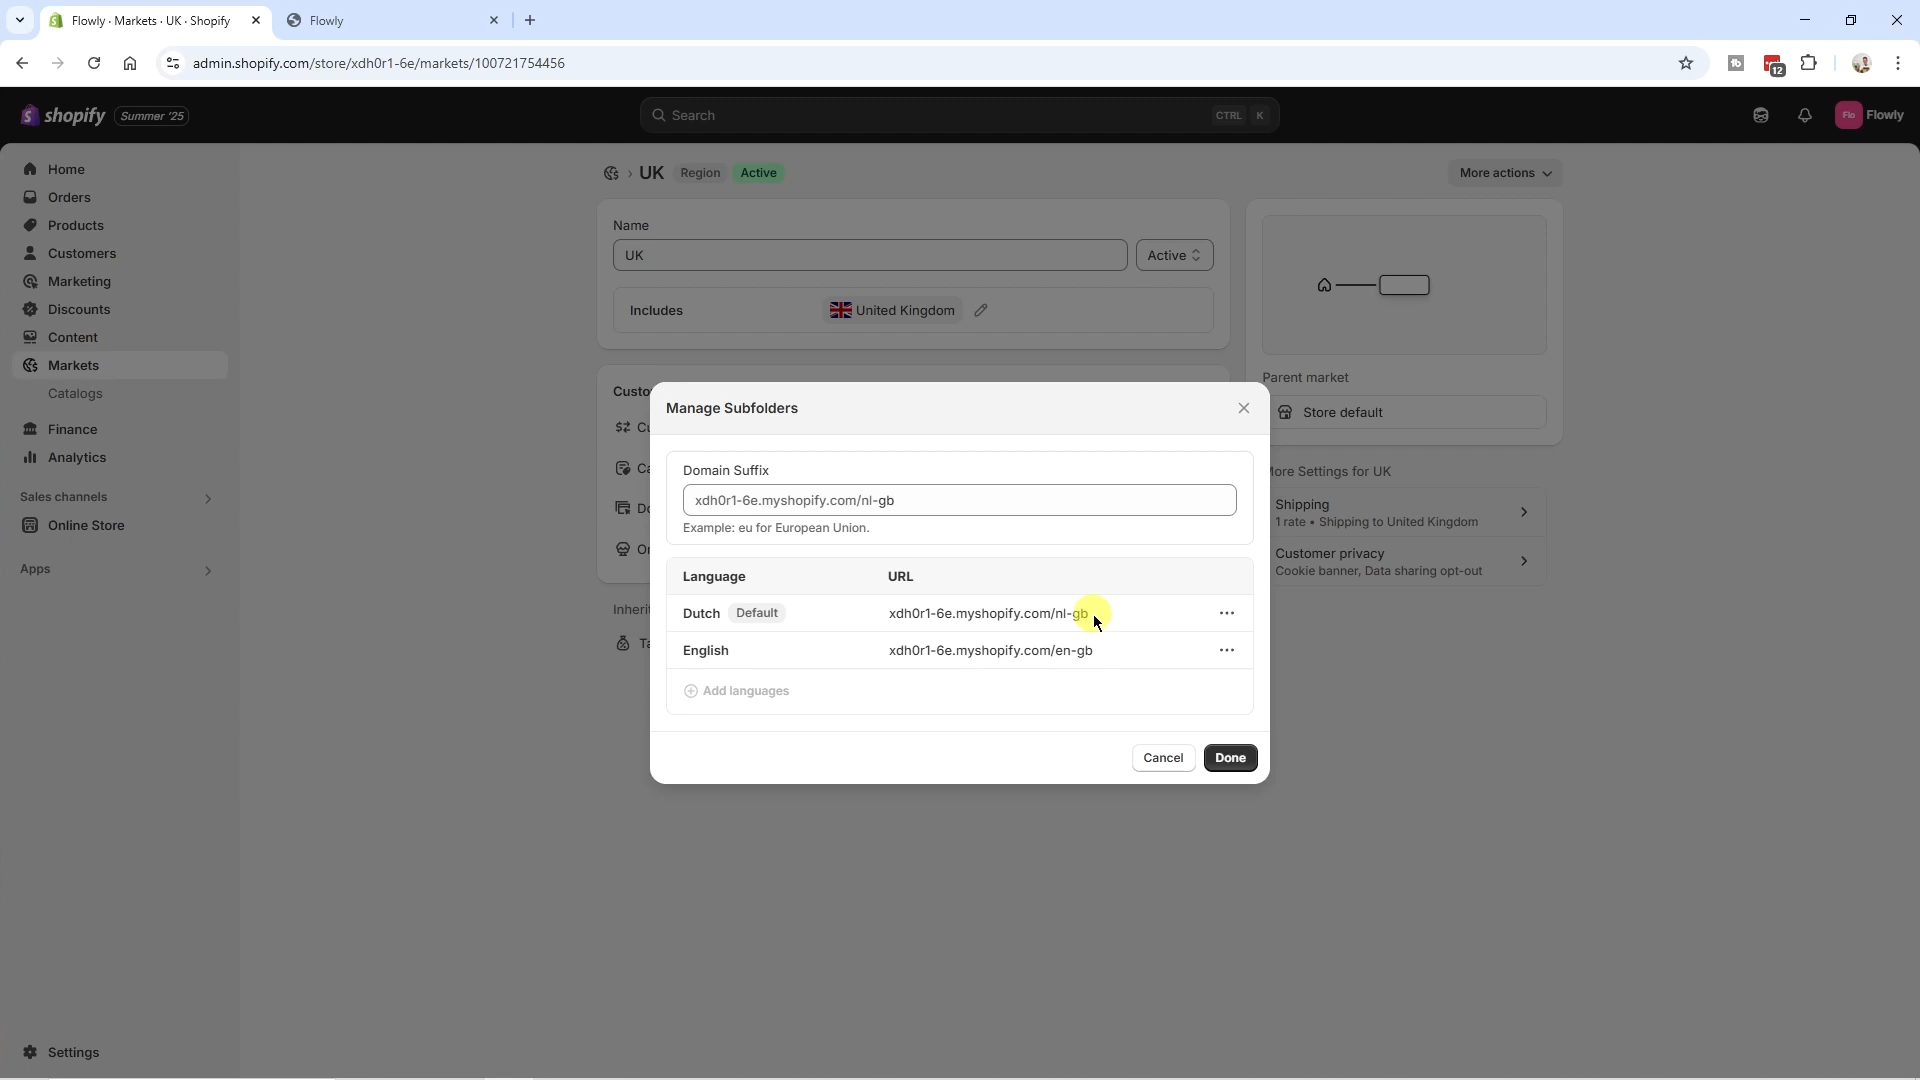 Flowly · Markets · UK · Shopify
Flowly
admin.shopify.com/store/xdh0r1-6e/markets/100721754456
12
shopify
Summer '25
Search
CTRL K
Flo
Flowly
Home
Orders
Products
Customers
Marketing
Discounts
Content
Markets
Catalogs
Finance
Analytics
Sales channels
Online Store
Apps
Settings
UK
Region
Active
More actions
Name
UK
Active
Includes
United Kingdom
Parent market
Store default
Custo
Cu
Ca
Do
Or
Inheri
Ta
More Settings for UK
Shipping
1 rate • Shipping to United Kingdom
Customer privacy
Cookie banner, Data sharing opt-out
Manage Subfolders
Domain Suffix
xdh0r1-6e.myshopify.com/nl-gb
Example: eu for European Union.
Language URL
Dutch Default xdh0r1-6e.myshopify.com/nl-gb
English xdh0r1-6e.myshopify.com/en-gb
Add languages
Cancel
Done